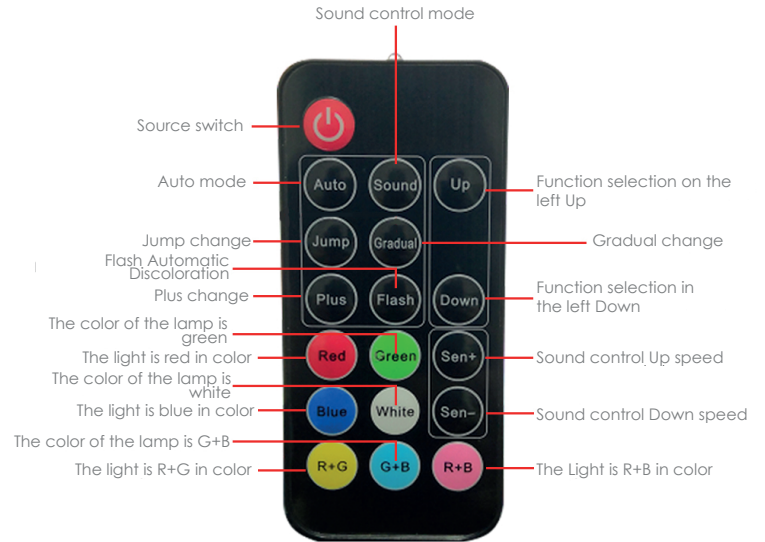 Sound control mode
Source switch
Auto mode
Auto
Sound
Up
Function selection on the
left Up
Jump change
Jump
Gradual
Gradual change
Flash Automatic
Discoloration
Plus change
Plus
Flash
Down
Function selection in
the left Down
The color of the lamp is
green
The light is red in color
Red
Green
Sen+
Sound control Up speed
The color of the lamp is
white
The light is blue in color
Blue
White
Sen-
Sound control Down speed
The color of the lamp is G+B
The light is R+G in color
R+G
G+B
R+B
The Light is R+B in color